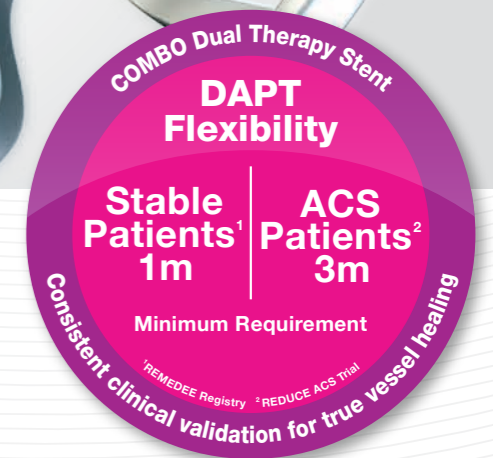 COMBO Dual Therapy Stent
DAPT
Flexibility
Stable
Patients¹
1m
ACS
Patients²
3m
Minimum Requirement
¹REMEDEE Registry ²REDUCE ACS Trial
Consistent clinical validation for true vessel healing